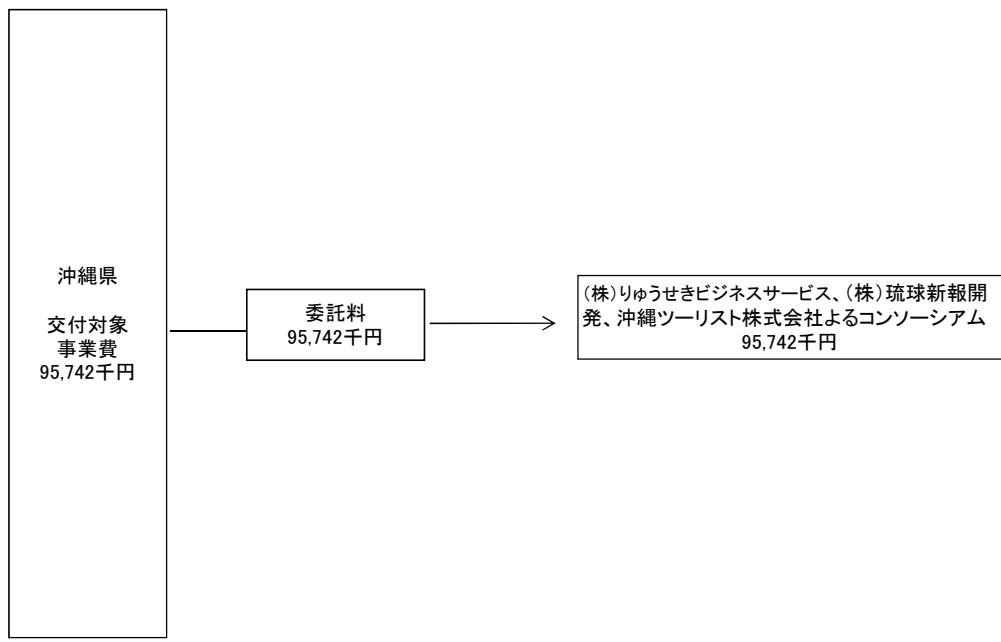 沖縄県
交付対象
事業費
95,742千円
委託料
95,742千円
(株)りゅうせきビジネスサービス、(株)琉球新報開
発、沖縄ツーリスト株式会社よるコンソーシアム
95,742千円